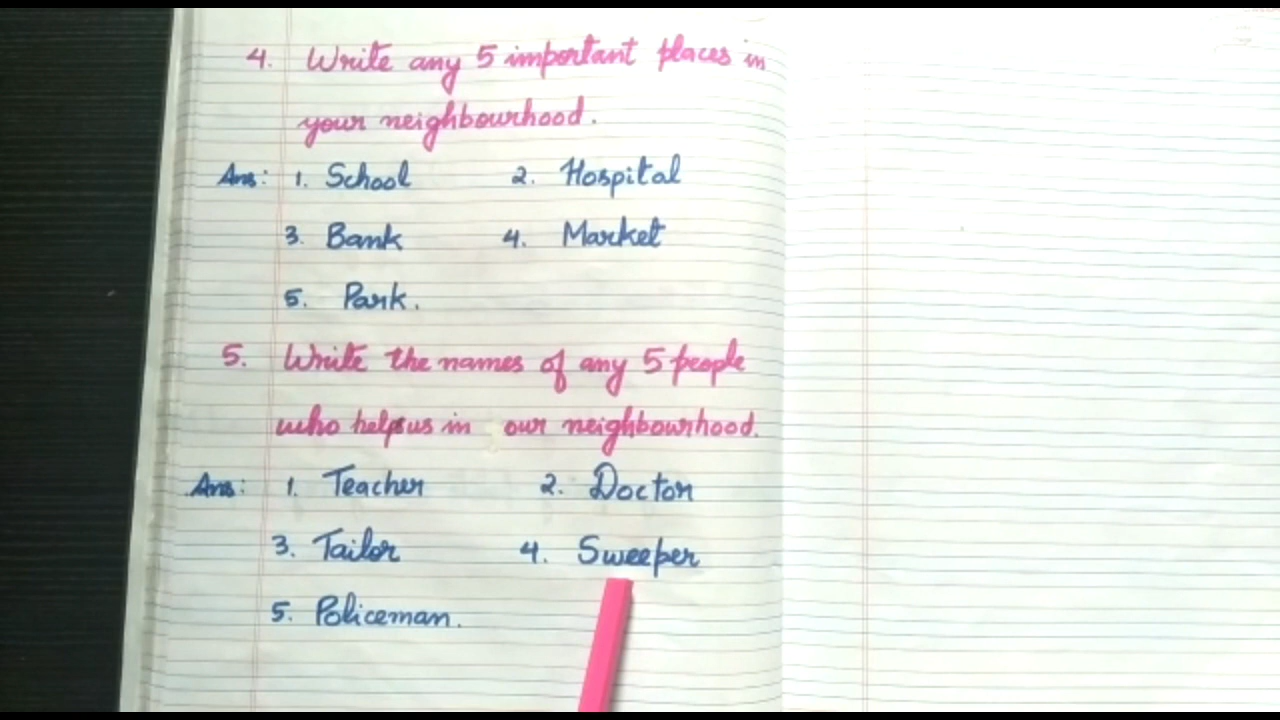 4. Write any 5 important places in
your neighbourhood.
Ans: 1. School 2. Hospital
3. Bank 4. Market
5. Park.
5. Write the names of any 5 people
who helps us in our neighbourhood.
Ans: 1. Teacher 2. Doctor
3. Tailor 4. Sweeper
5. Policeman.